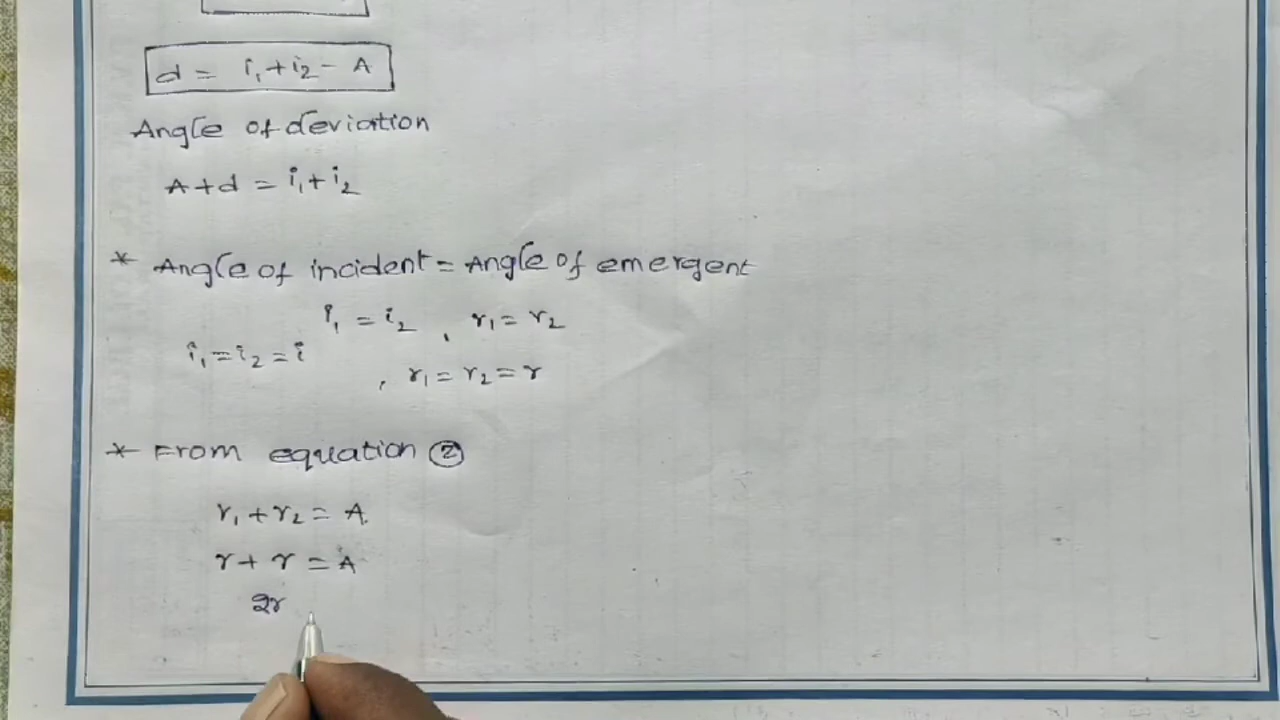 d = i₁+i₂- A
Angle of deviation
A+d = i₁+i₂
* Angle of incident = Angle of emergent
i₁ = i₂ , r₁= r₂
i₁=i₂=i , r₁= r₂=r
* From equation ②
r₁+r₂= A.
r+r=A
2r